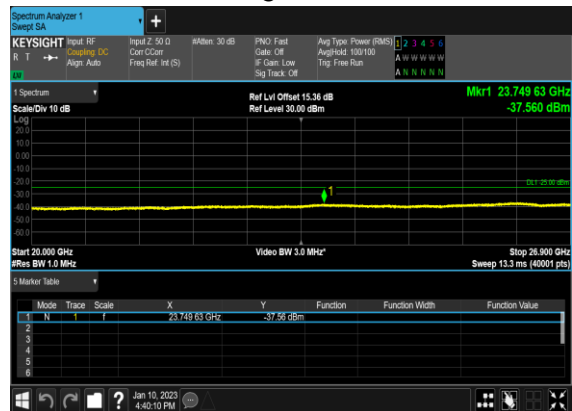 Spectrum Analyzer 1
Swept SA
+
KEYSIGHT Input: RF Input Z: 50 Ω #Atten: 30 dB PNO: Fast Avg Type: Power (RMS) 1 2 3 4 5 6
R T Coupling: DC Corr CCorr Gate: Off Avg|Hold: 100/100 A W W W W W
Align: Auto Freq Ref: Int (S) IF Gain: Low Trig: Free Run
LXI Sig Track: Off A N N N N N
1 Spectrum Ref Lvl Offset 15.36 dB Mkr1 23.749 63 GHz
Scale/Div 10 dB Ref Level 30.00 dBm -37.560 dBm
Log
20.0
10.0
0.00
-10.0
-20.0
DL1 -25.00 dBm
-30.0
1
-40.0
-50.0
-60.0
Start 20.000 GHz Video BW 3.0 MHz* Stop 26.900 GHz
#Res BW 1.0 MHz Sweep 13.3 ms (40001 pts)
5 Marker Table
Mode Trace Scale X Y Function Function Width Function Value
1 N 1 f 23.749 63 GHz -37.56 dBm
2
3
4
5
6
? Jan 10, 2023
4:40:10 PM